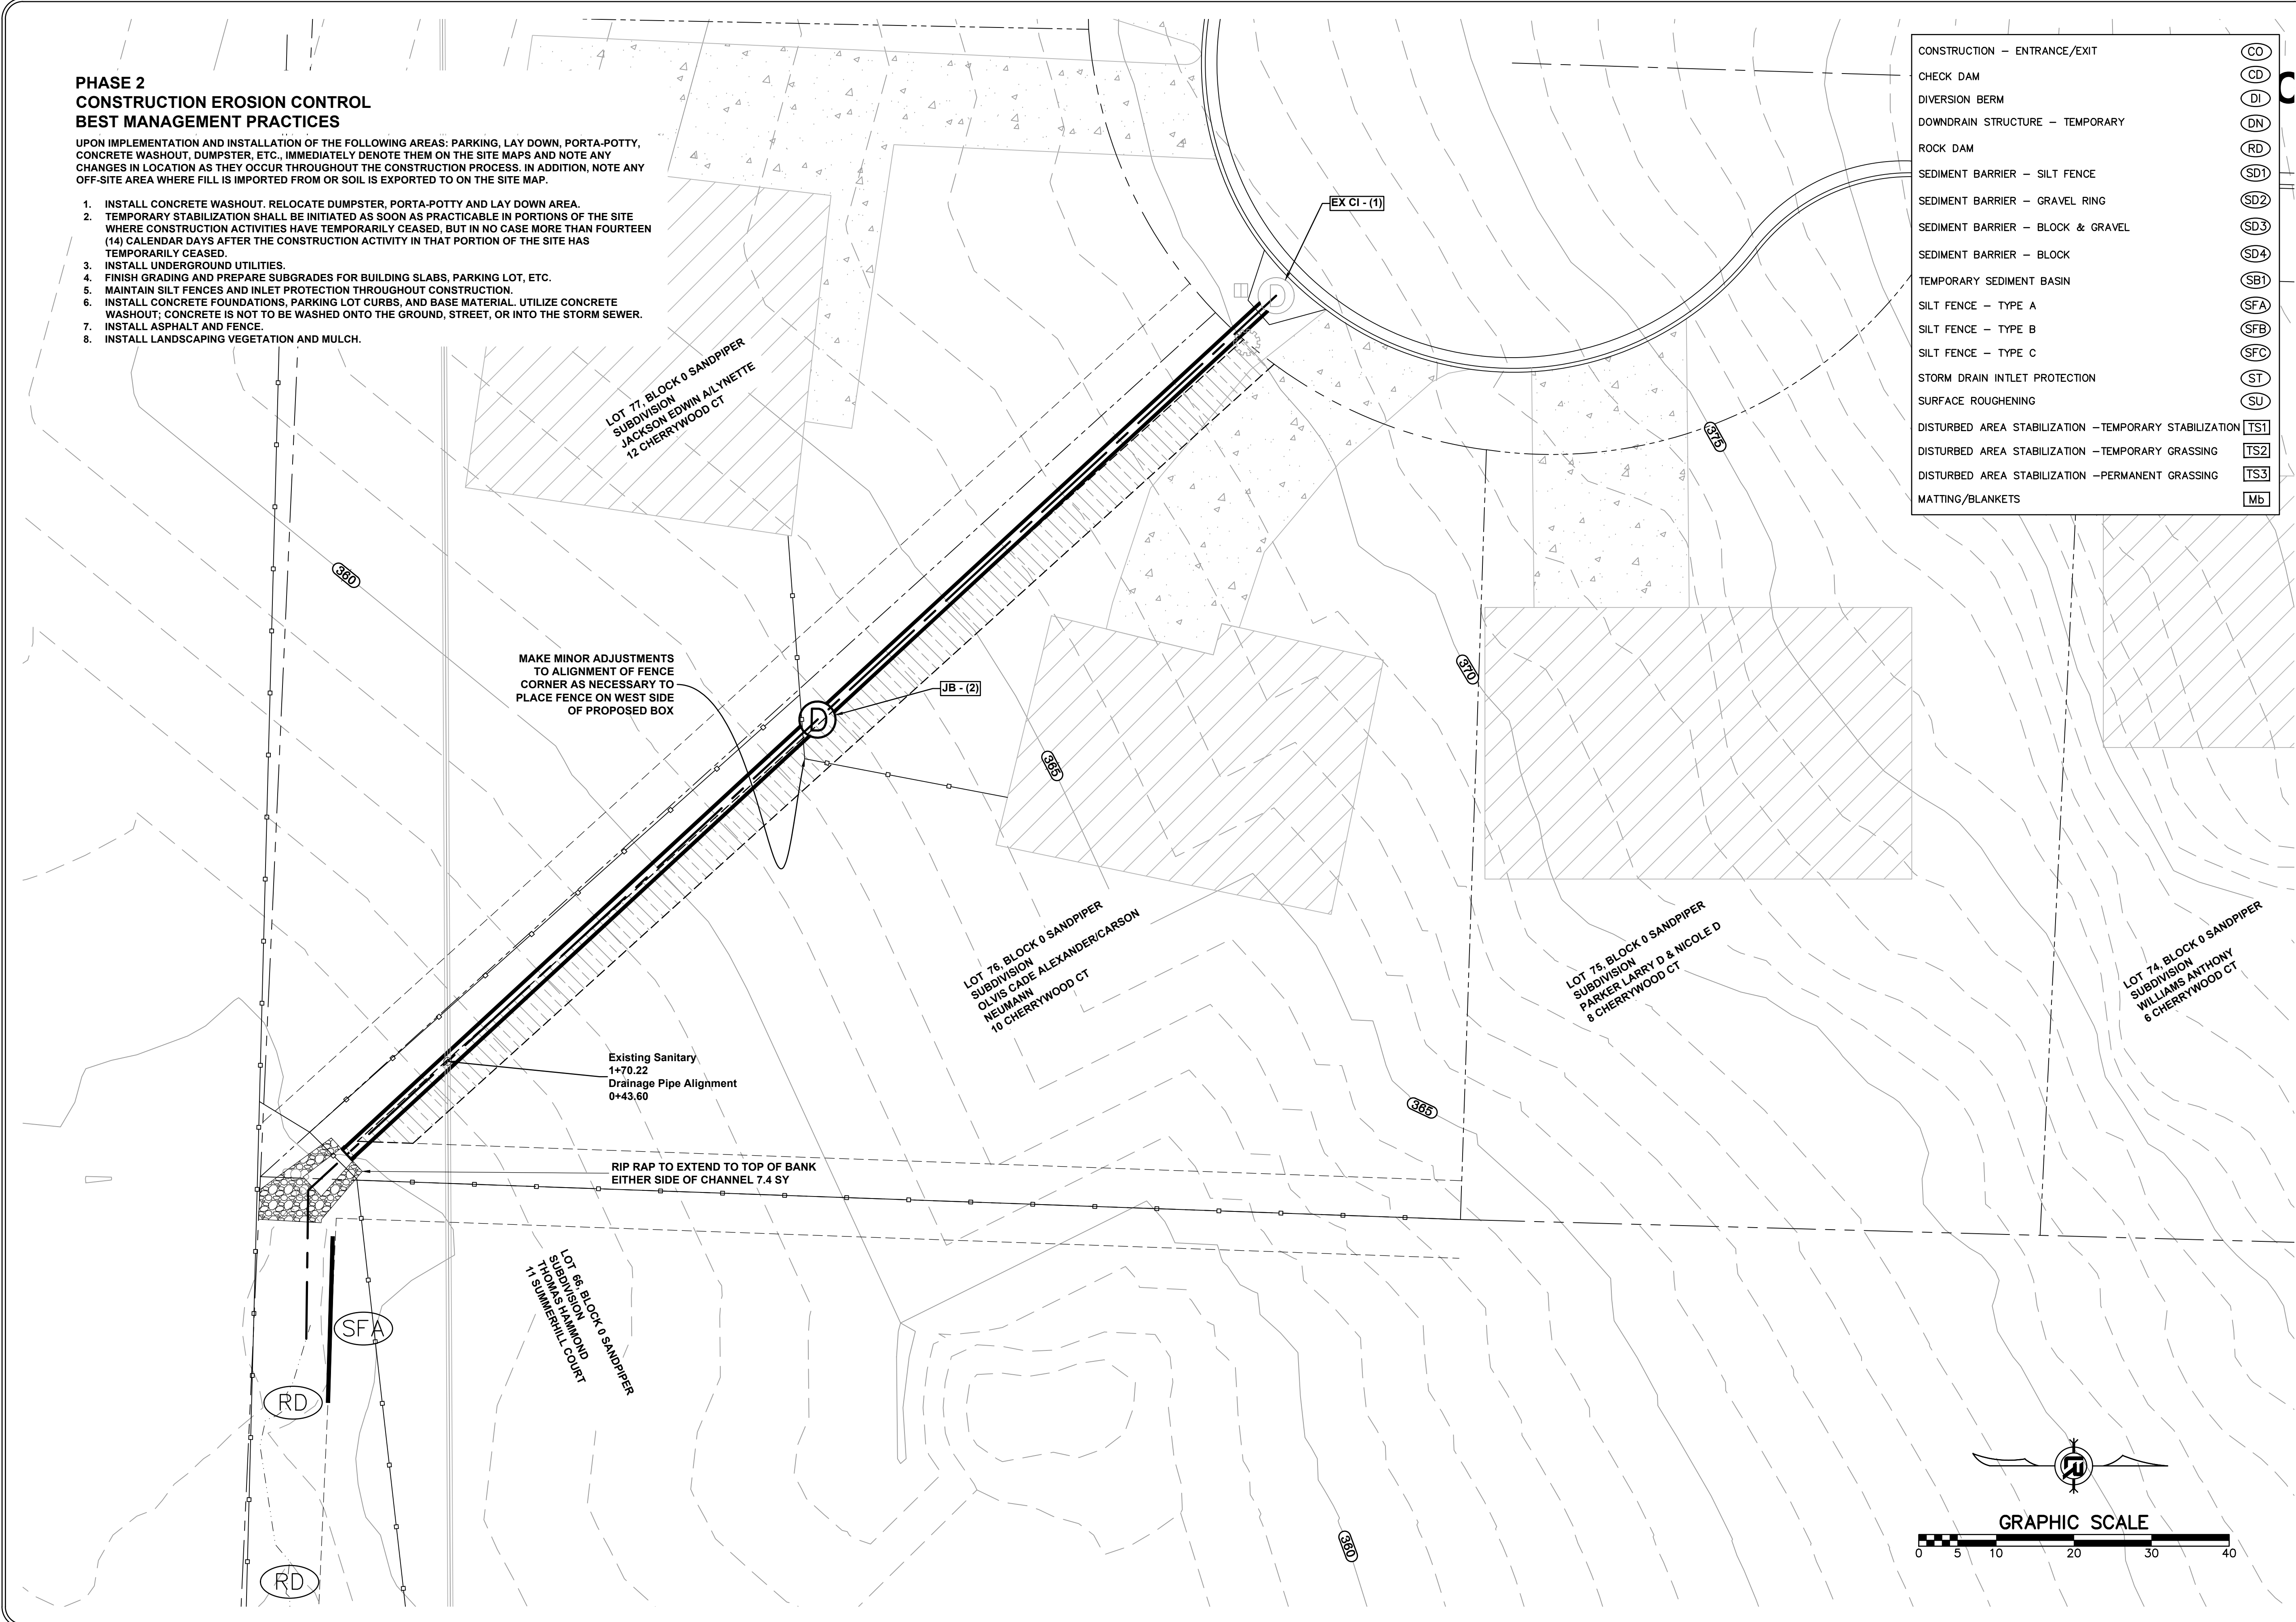 PHASE 2
CONSTRUCTION EROSION CONTROL
BEST MANAGEMENT PRACTICES
UPON IMPLEMENTATION AND INSTALLATION OF THE FOLLOWING AREAS: PARKING, LAY DOWN, PORTA-POTTY,
CONCRETE WASHOUT, DUMPSTER, ETC., IMMEDIATELY DENOTE THEM ON THE SITE MAPS AND NOTE ANY
CHANGES IN LOCATION AS THEY OCCUR THROUGHOUT THE CONSTRUCTION PROCESS. IN ADDITION, NOTE ANY
OFF-SITE AREA WHERE FILL IS IMPORTED FROM OR SOIL IS EXPORTED TO ON THE SITE MAP.
1. INSTALL CONCRETE WASHOUT. RELOCATE DUMPSTER, PORTA-POTTY AND LAY DOWN AREA.
2. TEMPORARY STABILIZATION SHALL BE INITIATED AS SOON AS PRACTICABLE IN PORTIONS OF THE SITE
WHERE CONSTRUCTION ACTIVITIES HAVE TEMPORARILY CEASED, BUT IN NO CASE MORE THAN FOURTEEN
(14) CALENDAR DAYS AFTER THE CONSTRUCTION ACTIVITY IN THAT PORTION OF THE SITE HAS
TEMPORARILY CEASED.
3. INSTALL UNDERGROUND UTILITIES.
4. FINISH GRADING AND PREPARE SUBGRADES FOR BUILDING SLABS, PARKING LOT, ETC.
5. MAINTAIN SILT FENCES AND INLET PROTECTION THROUGHOUT CONSTRUCTION.
6. INSTALL CONCRETE FOUNDATIONS, PARKING LOT CURBS, AND BASE MATERIAL. UTILIZE CONCRETE
WASHOUT; CONCRETE IS NOT TO BE WASHED ONTO THE GROUND, STREET, OR INTO THE STORM SEWER.
7. INSTALL ASPHALT AND FENCE.
8. INSTALL LANDSCAPING VEGETATION AND MULCH.
CONSTRUCTION – ENTRANCE/EXIT CO
CHECK DAM CD
DIVERSION BERM DI
DOWNDRAIN STRUCTURE – TEMPORARY DN
ROCK DAM RD
SEDIMENT BARRIER – SILT FENCE SD1
SEDIMENT BARRIER – GRAVEL RING SD2
SEDIMENT BARRIER – BLOCK & GRAVEL SD3
SEDIMENT BARRIER – BLOCK SD4
TEMPORARY SEDIMENT BASIN SB1
SILT FENCE – TYPE A SFA
SILT FENCE – TYPE B SFB
SILT FENCE – TYPE C SFC
STORM DRAIN INTLET PROTECTION ST
SURFACE ROUGHENING SU
DISTURBED AREA STABILIZATION –TEMPORARY STABILIZATION TS1
DISTURBED AREA STABILIZATION –TEMPORARY GRASSING TS2
DISTURBED AREA STABILIZATION –PERMANENT GRASSING TS3
MATTING/BLANKETS Mb
EX CI - (1)
D
LOT 77, BLOCK 0 SANDPIPER
SUBDIVISION
JACKSON EDWIN A/LYNETTE
12 CHERRYWOOD CT
375
360
MAKE MINOR ADJUSTMENTS
TO ALIGNMENT OF FENCE
CORNER AS NECESSARY TO
PLACE FENCE ON WEST SIDE
OF PROPOSED BOX
JB - (2)
D
370
365
LOT 76, BLOCK 0 SANDPIPER
SUBDIVISION
OLVIS CADE ALEXANDER/CARSON
NEUMANN
10 CHERRYWOOD CT
LOT 75, BLOCK 0 SANDPIPER
SUBDIVISION
PARKER LARRY D & NICOLE D
8 CHERRYWOOD CT
LOT 74, BLOCK 0 SANDPIPER
SUBDIVISION
WILLIAMS ANTHONY
6 CHERRYWOOD CT
Existing Sanitary
1+70.22
Drainage Pipe Alignment
0+43.60
365
RIP RAP TO EXTEND TO TOP OF BANK
EITHER SIDE OF CHANNEL 7.4 SY
LOT 66, BLOCK 0 SANDPIPER
SUBDIVISION
THOMAS HAMMOND
11 SUMMERHILL COURT
SFA
RD
RD
360
GRAPHIC SCALE
0 5 10 20 30 40